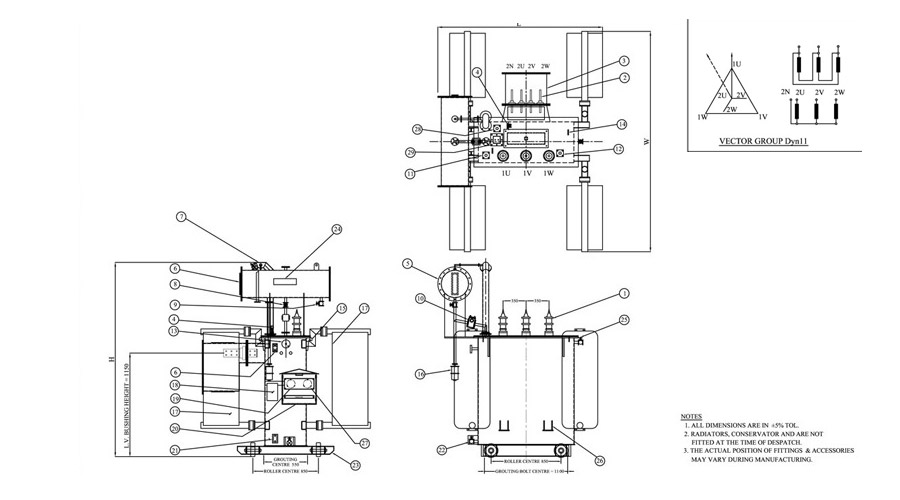 L
2N 2U 2V 2W
4
3
2
28
14
29
12
11
1U 1V 1W
W
1U
2U 2V
2W
1W 1V
2N 2U 2V 2W
VECTOR GROUP Dyn11
7
24
6
8
9
15
17
4
13
6
18
19
17
20
21
27
23
H
L.V. BUSHING HEIGHT = 1150
GROUTING
CENTRE 550
ROLLER CENTRE 850
5
10
350 350
1
25
16
22
26
ROLLER CENTRE 850
GROUTING BOLT CENTRE = 1100
NOTES
1. ALL DIMENSIONS ARE IN ±5% TOL.
2. RADIATORS, CONSERVATOR AND ARE NOT
FITTED AT THE TIME OF DESPATCH.
3. THE ACTUAL POSITION OF FITTINGS & ACCESSORIES
MAY VARY DURING MANUFACTURING.